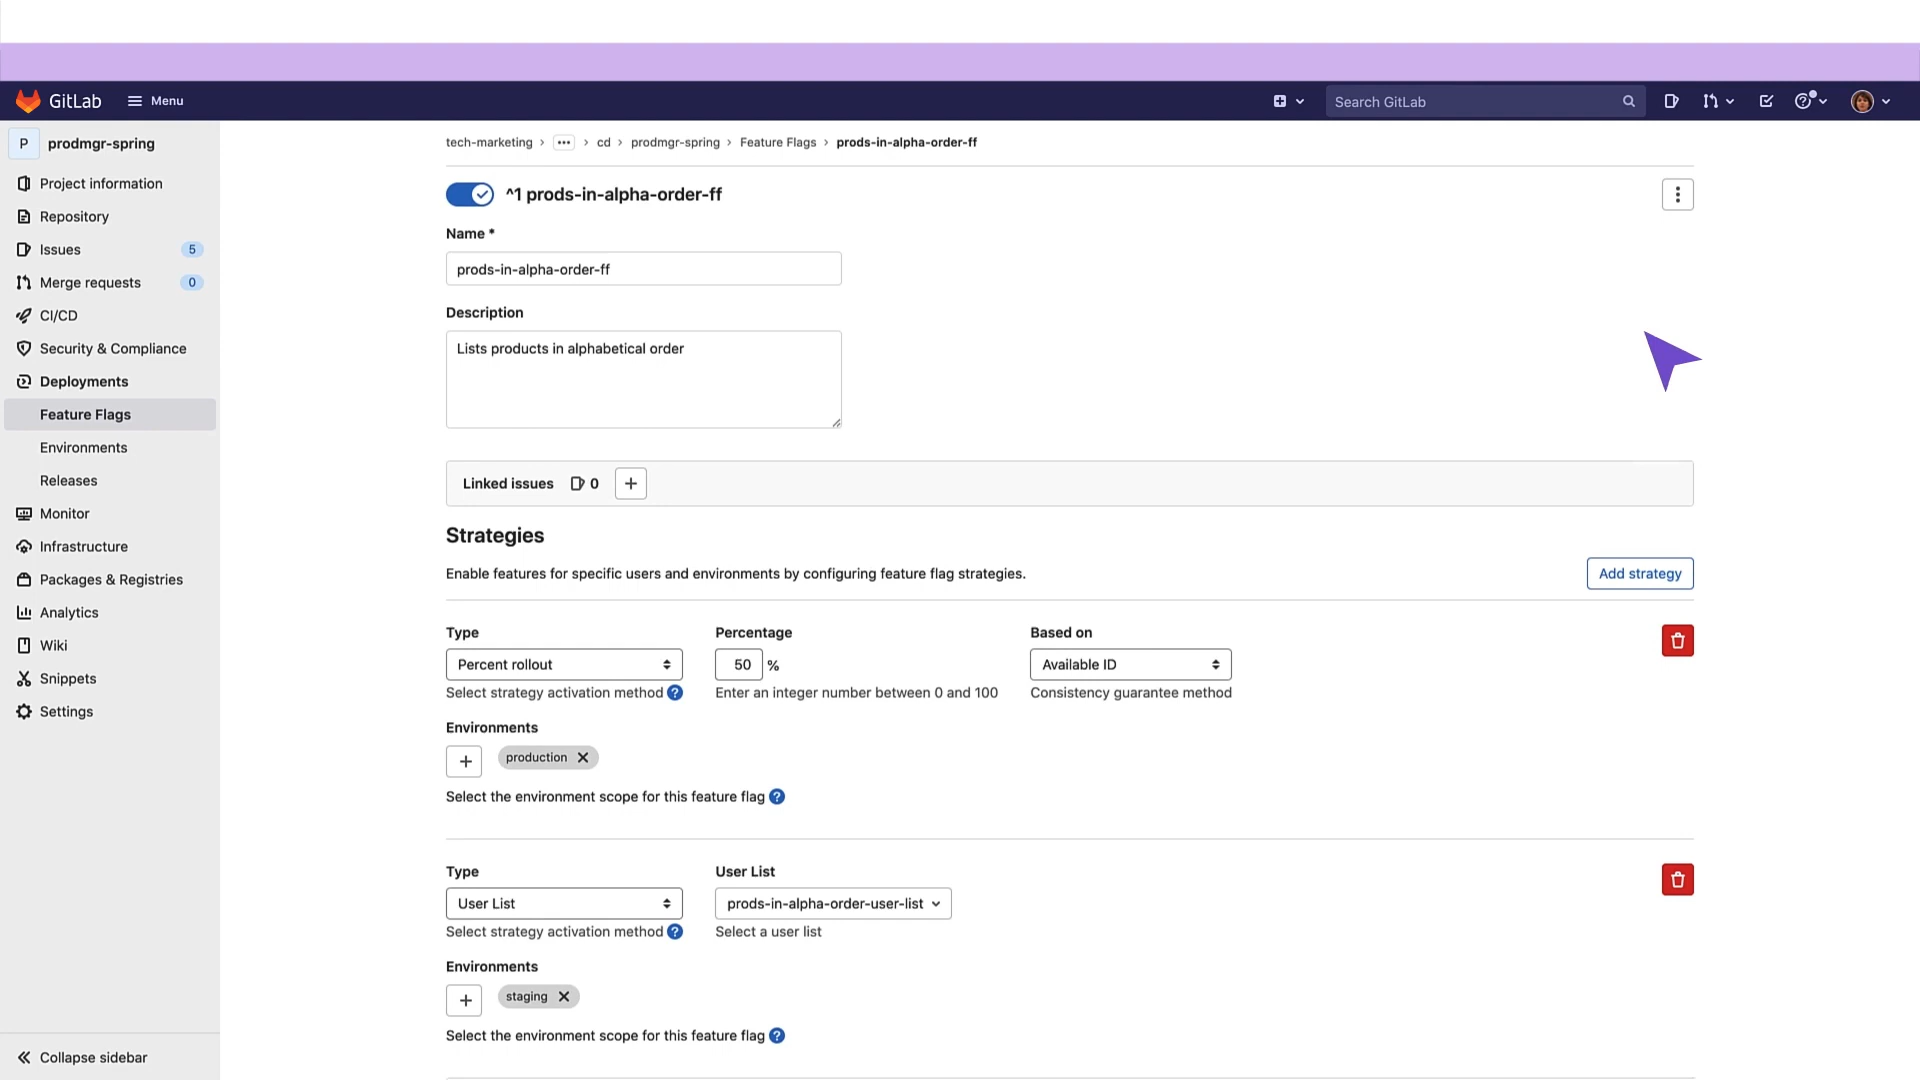 GitLab Menu Search GitLab
P prodmgr-spring
Project information
Repository
Issues 5
Merge requests 0
CI/CD
Security & Compliance
Deployments
Feature Flags
Environments
Releases
Monitor
Infrastructure
Packages & Registries
Analytics
Wiki
Snippets
Settings
Collapse sidebar
tech-marketing › ••• › cd › prodmgr-spring › Feature Flags › prods-in-alpha-order-ff
^1 prods-in-alpha-order-ff
Name *
prods-in-alpha-order-ff
Description
Lists products in alphabetical order
Linked issues 0 +
Strategies
Enable features for specific users and environments by configuring feature flag strategies. Add strategy
Type Percentage Based on
Percent rollout 50 % Available ID
Select strategy activation method ? Enter an integer number between 0 and 100 Consistency guarantee method
Environments
+ production
Select the environment scope for this feature flag ?
Type User List
User List prods-in-alpha-order-user-list
Select strategy activation method ? Select a user list
Environments
+ staging
Select the environment scope for this feature flag ?